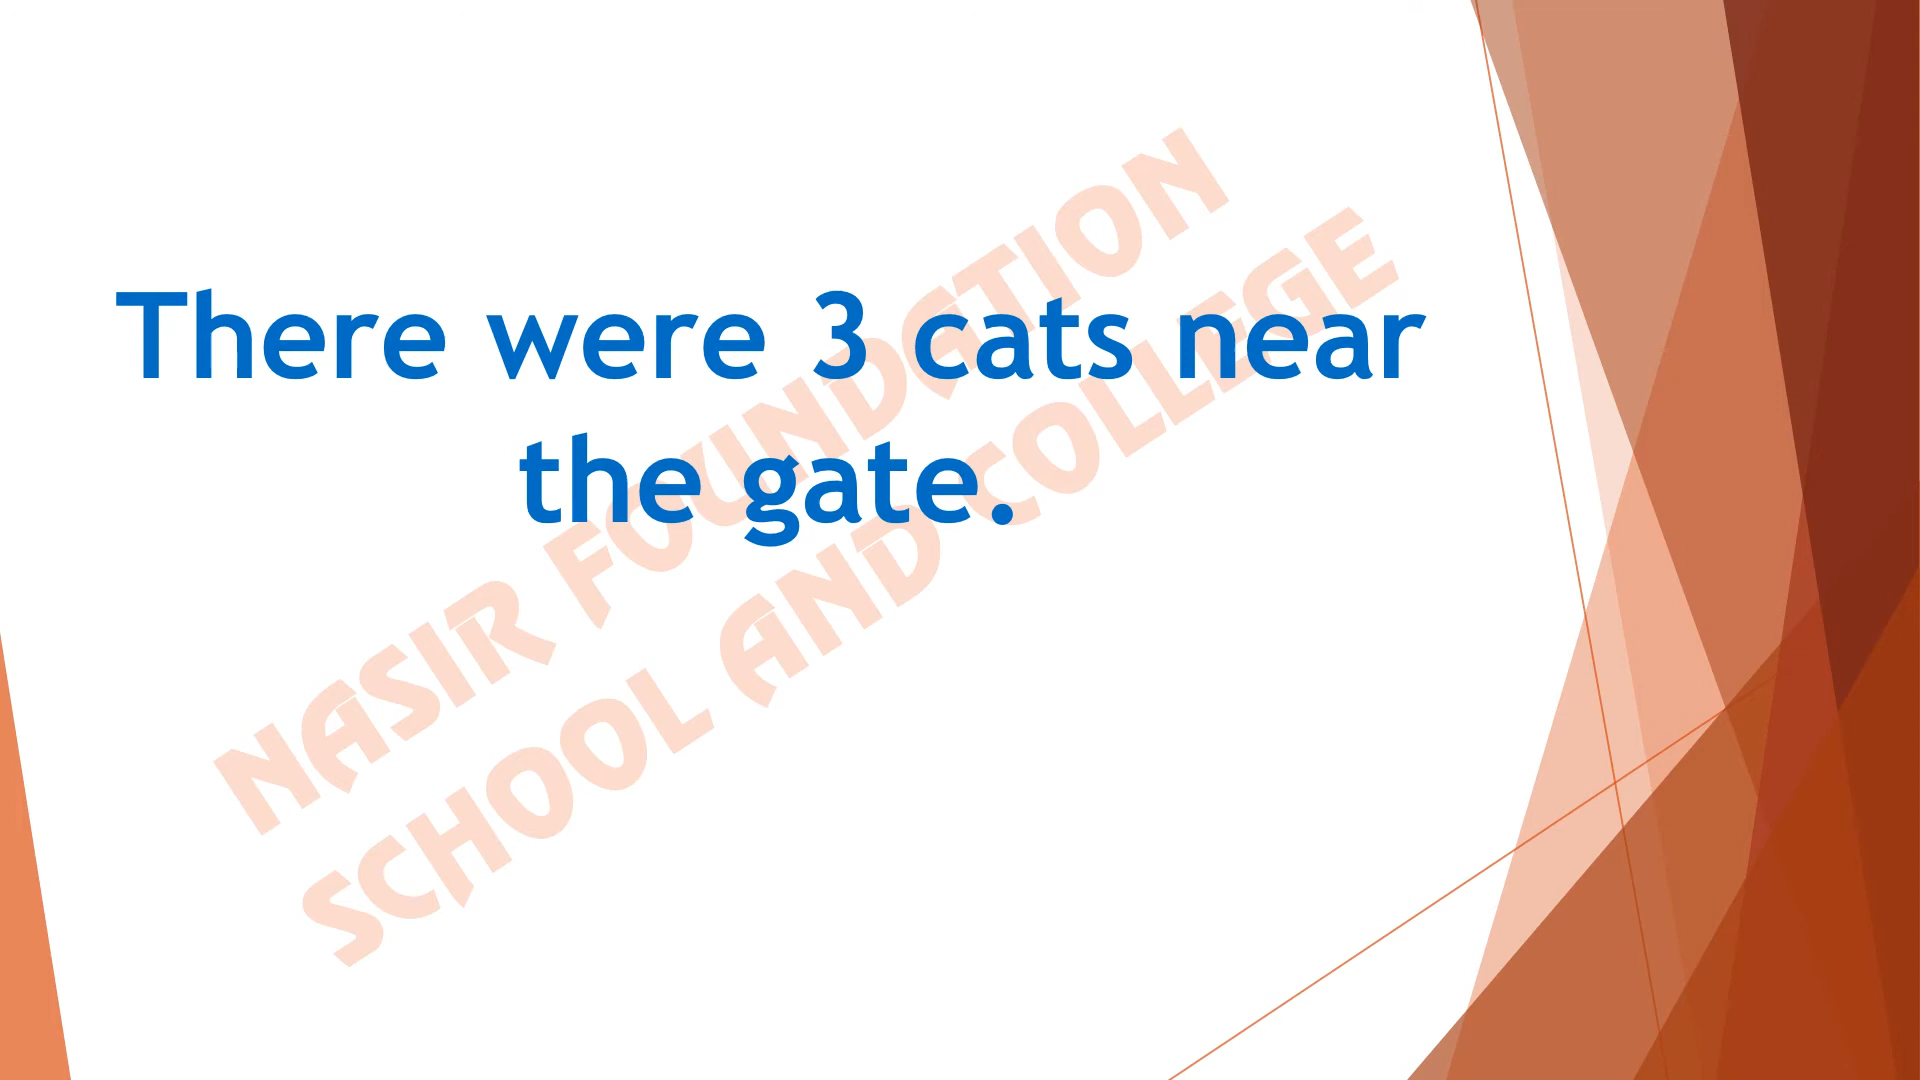 There were 3 cats near
the gate.
NASIR FOUNDATION
SCHOOL AND COLLEGE